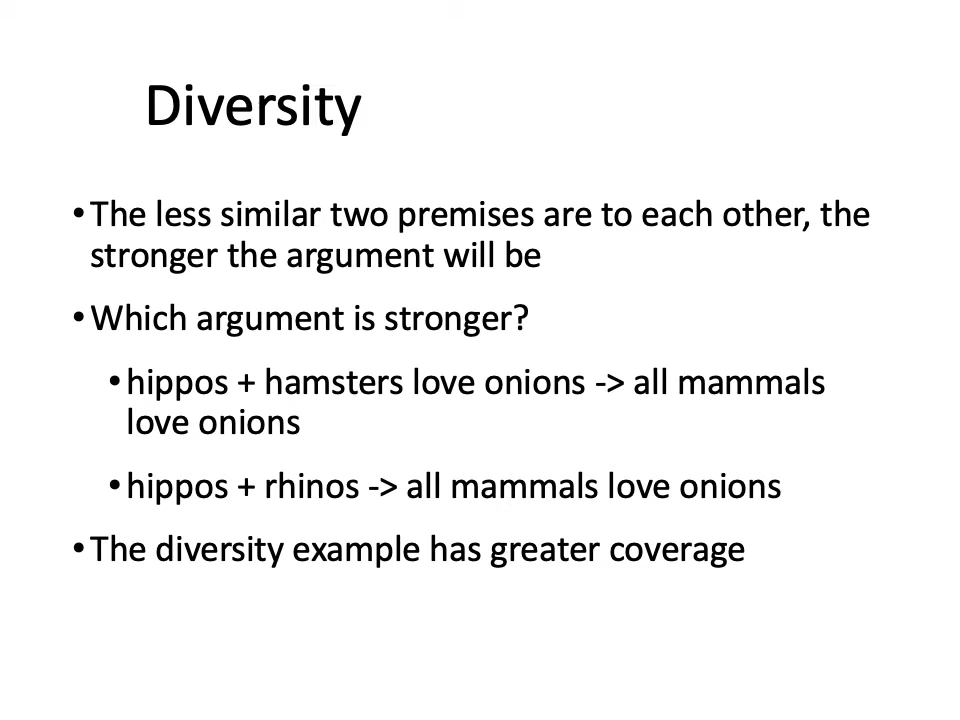 Diversity
•The less similar two premises are to each other, the
stronger the argument will be
•Which argument is stronger?
•hippos + hamsters love onions -> all mammals
love onions
•hippos + rhinos -> all mammals love onions
•The diversity example has greater coverage